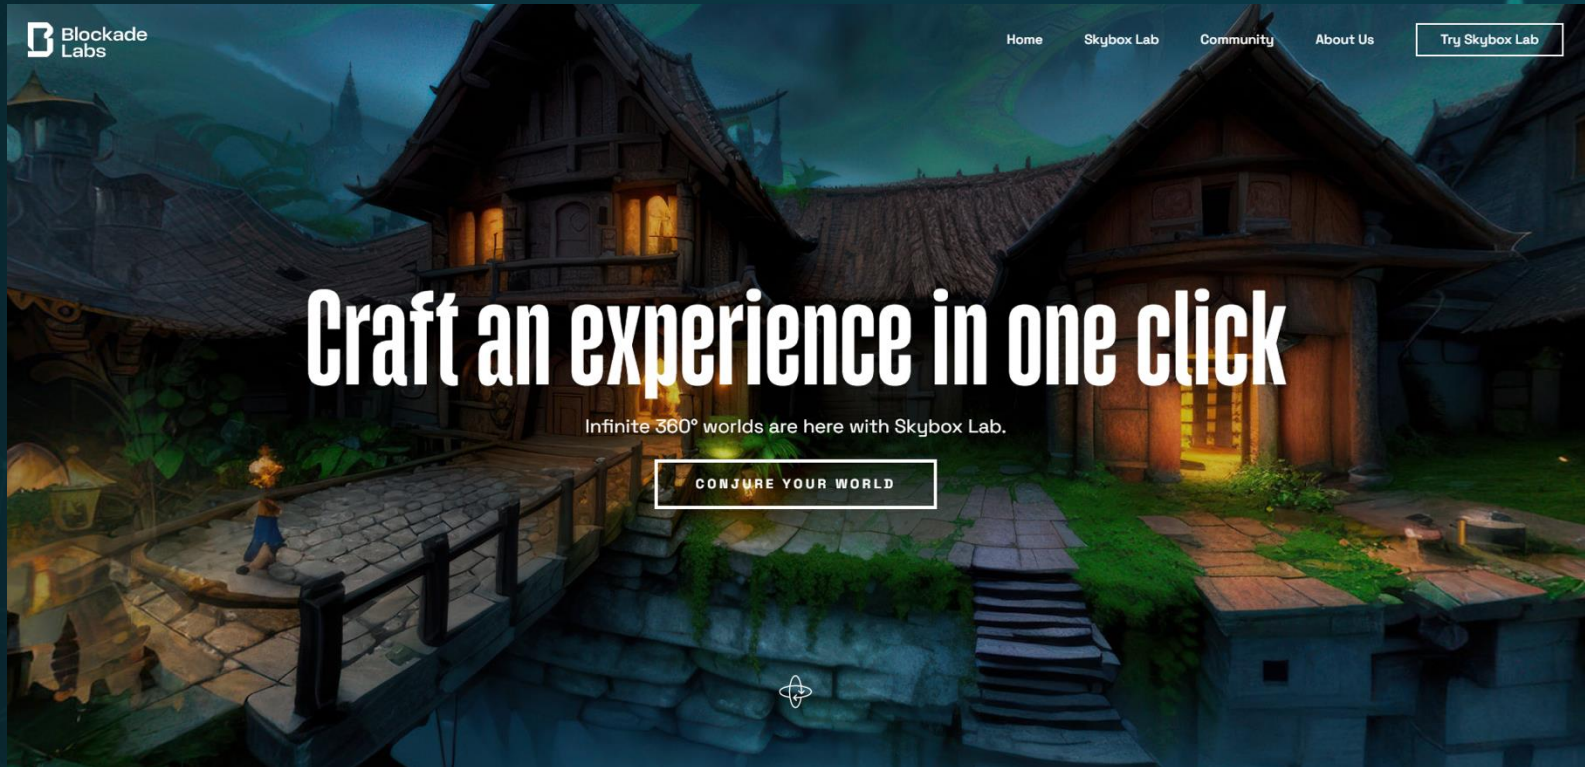 Blockade
Labs
Home
Skybox Lab
Community
About Us
Try Skybox Lab
Craft an experience in one click
Infinite 360° worlds are here with Skybox Lab.
CONJURE YOUR WORLD